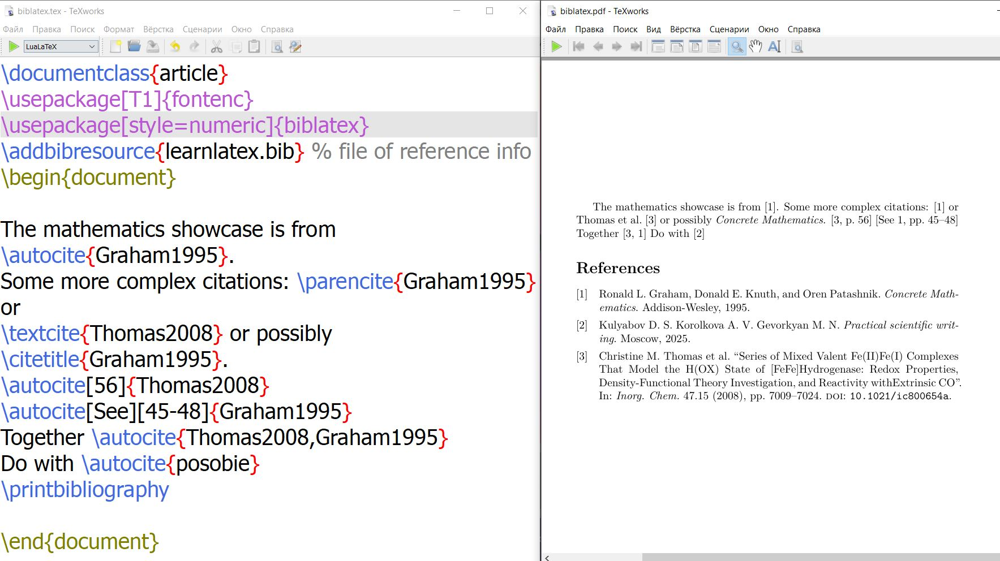 biblatex.tex - TeXworks
Файл Правка Поиск Формат Вёрстка Сценарии Окно Справка
LuaLaTeX
\documentclass{article}
\usepackage[T1]{fontenc}
\usepackage[style=numeric]{biblatex}
\addbibresource{learnlatex.bib} % file of reference info
\begin{document}
The mathematics showcase is from
\autocite{Graham1995}.
Some more complex citations: \parencite{Graham1995}
or
\textcite{Thomas2008} or possibly
\citetitle{Graham1995}.
\autocite[56]{Thomas2008}
\autocite[See][45-48]{Graham1995}
Together \autocite{Thomas2008,Graham1995}
Do with \autocite{posobie}
\printbibliography
\end{document}
biblatex.pdf - TeXworks
Файл Правка Поиск Вид Вёрстка Сценарии Окно Справка
The mathematics showcase is from [1]. Some more complex citations: [1] or
Thomas et al. [3] or possibly Concrete Mathematics. [3, p. 56] [See 1, pp. 45–48]
Together [3, 1] Do with [2]
References
[1] Ronald L. Graham, Donald E. Knuth, and Oren Patashnik. Concrete Math-
ematics. Addison-Wesley, 1995.
[2] Kulyabov D. S. Korolkova A. V. Gevorkyan M. N. Practical scientific writ-
ing. Moscow, 2025.
[3] Christine M. Thomas et al. “Series of Mixed Valent Fe(II)Fe(I) Complexes
That Model the H(OX) State of [FeFe]Hydrogenase: Redox Properties,
Density-Functional Theory Investigation, and Reactivity withExtrinsic CO”.
In: Inorg. Chem. 47.15 (2008), pp. 7009–7024. DOI: 10.1021/ic800654a.